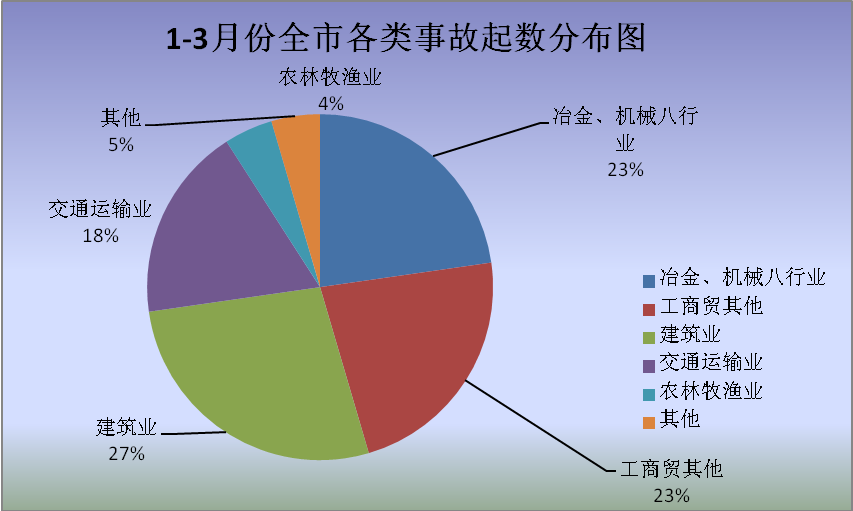 1-3月份全市各类事故起数分布图
农林牧渔业
4%
其他
5%
冶金、机械八行
业
23%
交通运输业
18%
建筑业
27%
工商贸其他
23%
冶金、机械八行业
工商贸其他
建筑业
交通运输业
农林牧渔业
其他